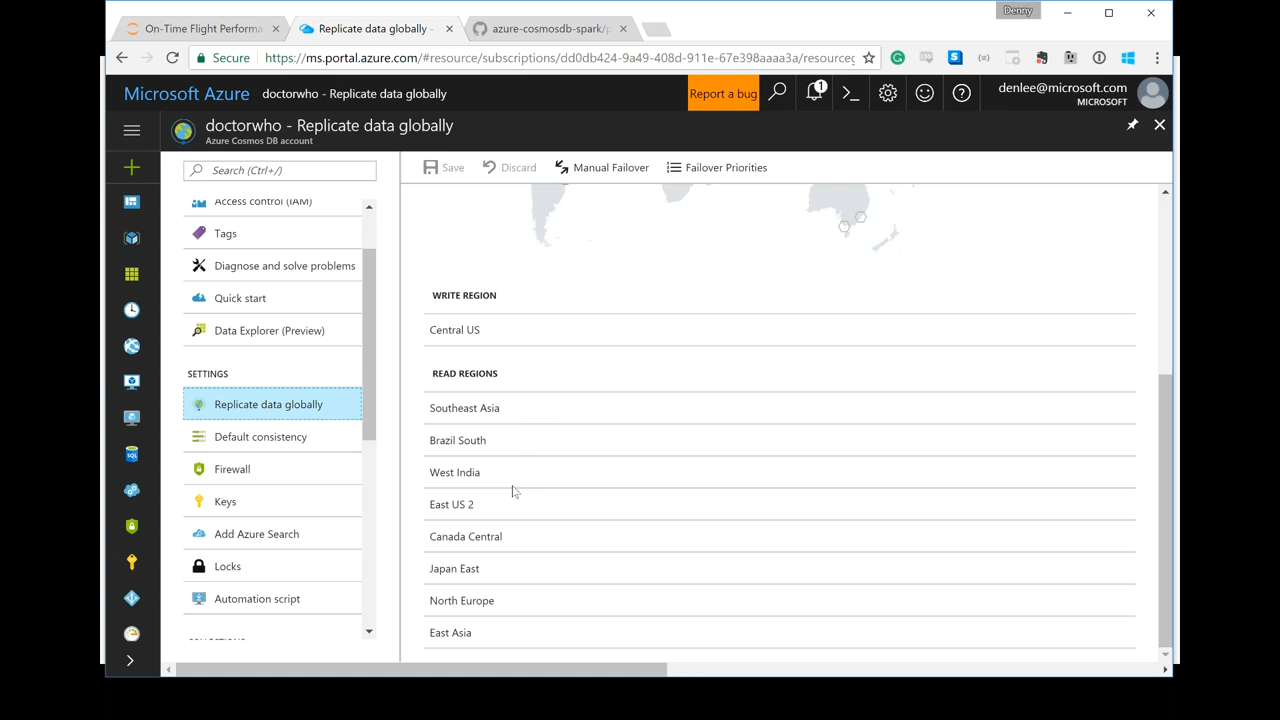 Denny
On-Time Flight Performa
Replicate data globally -
azure-cosmosdb-spark/p
Secure
https://ms.portal.azure.com/#resource/subscriptions/dd0db424-9a49-408d-911e-67e398aaaa3a/resourceg
Microsoft Azure
doctorwho - Replicate data globally
Report a bug
1
denlee@microsoft.com
MICROSOFT
doctorwho - Replicate data globally
Azure Cosmos DB account
Search (Ctrl+/)
Save
Discard
Manual Failover
Failover Priorities
Access control (IAM)
Tags
Diagnose and solve problems
Quick start
Data Explorer (Preview)
SETTINGS
Replicate data globally
Default consistency
Firewall
Keys
Add Azure Search
Locks
Automation script
WRITE REGION
Central US
READ REGIONS
Southeast Asia
Brazil South
West India
East US 2
Canada Central
Japan East
North Europe
East Asia